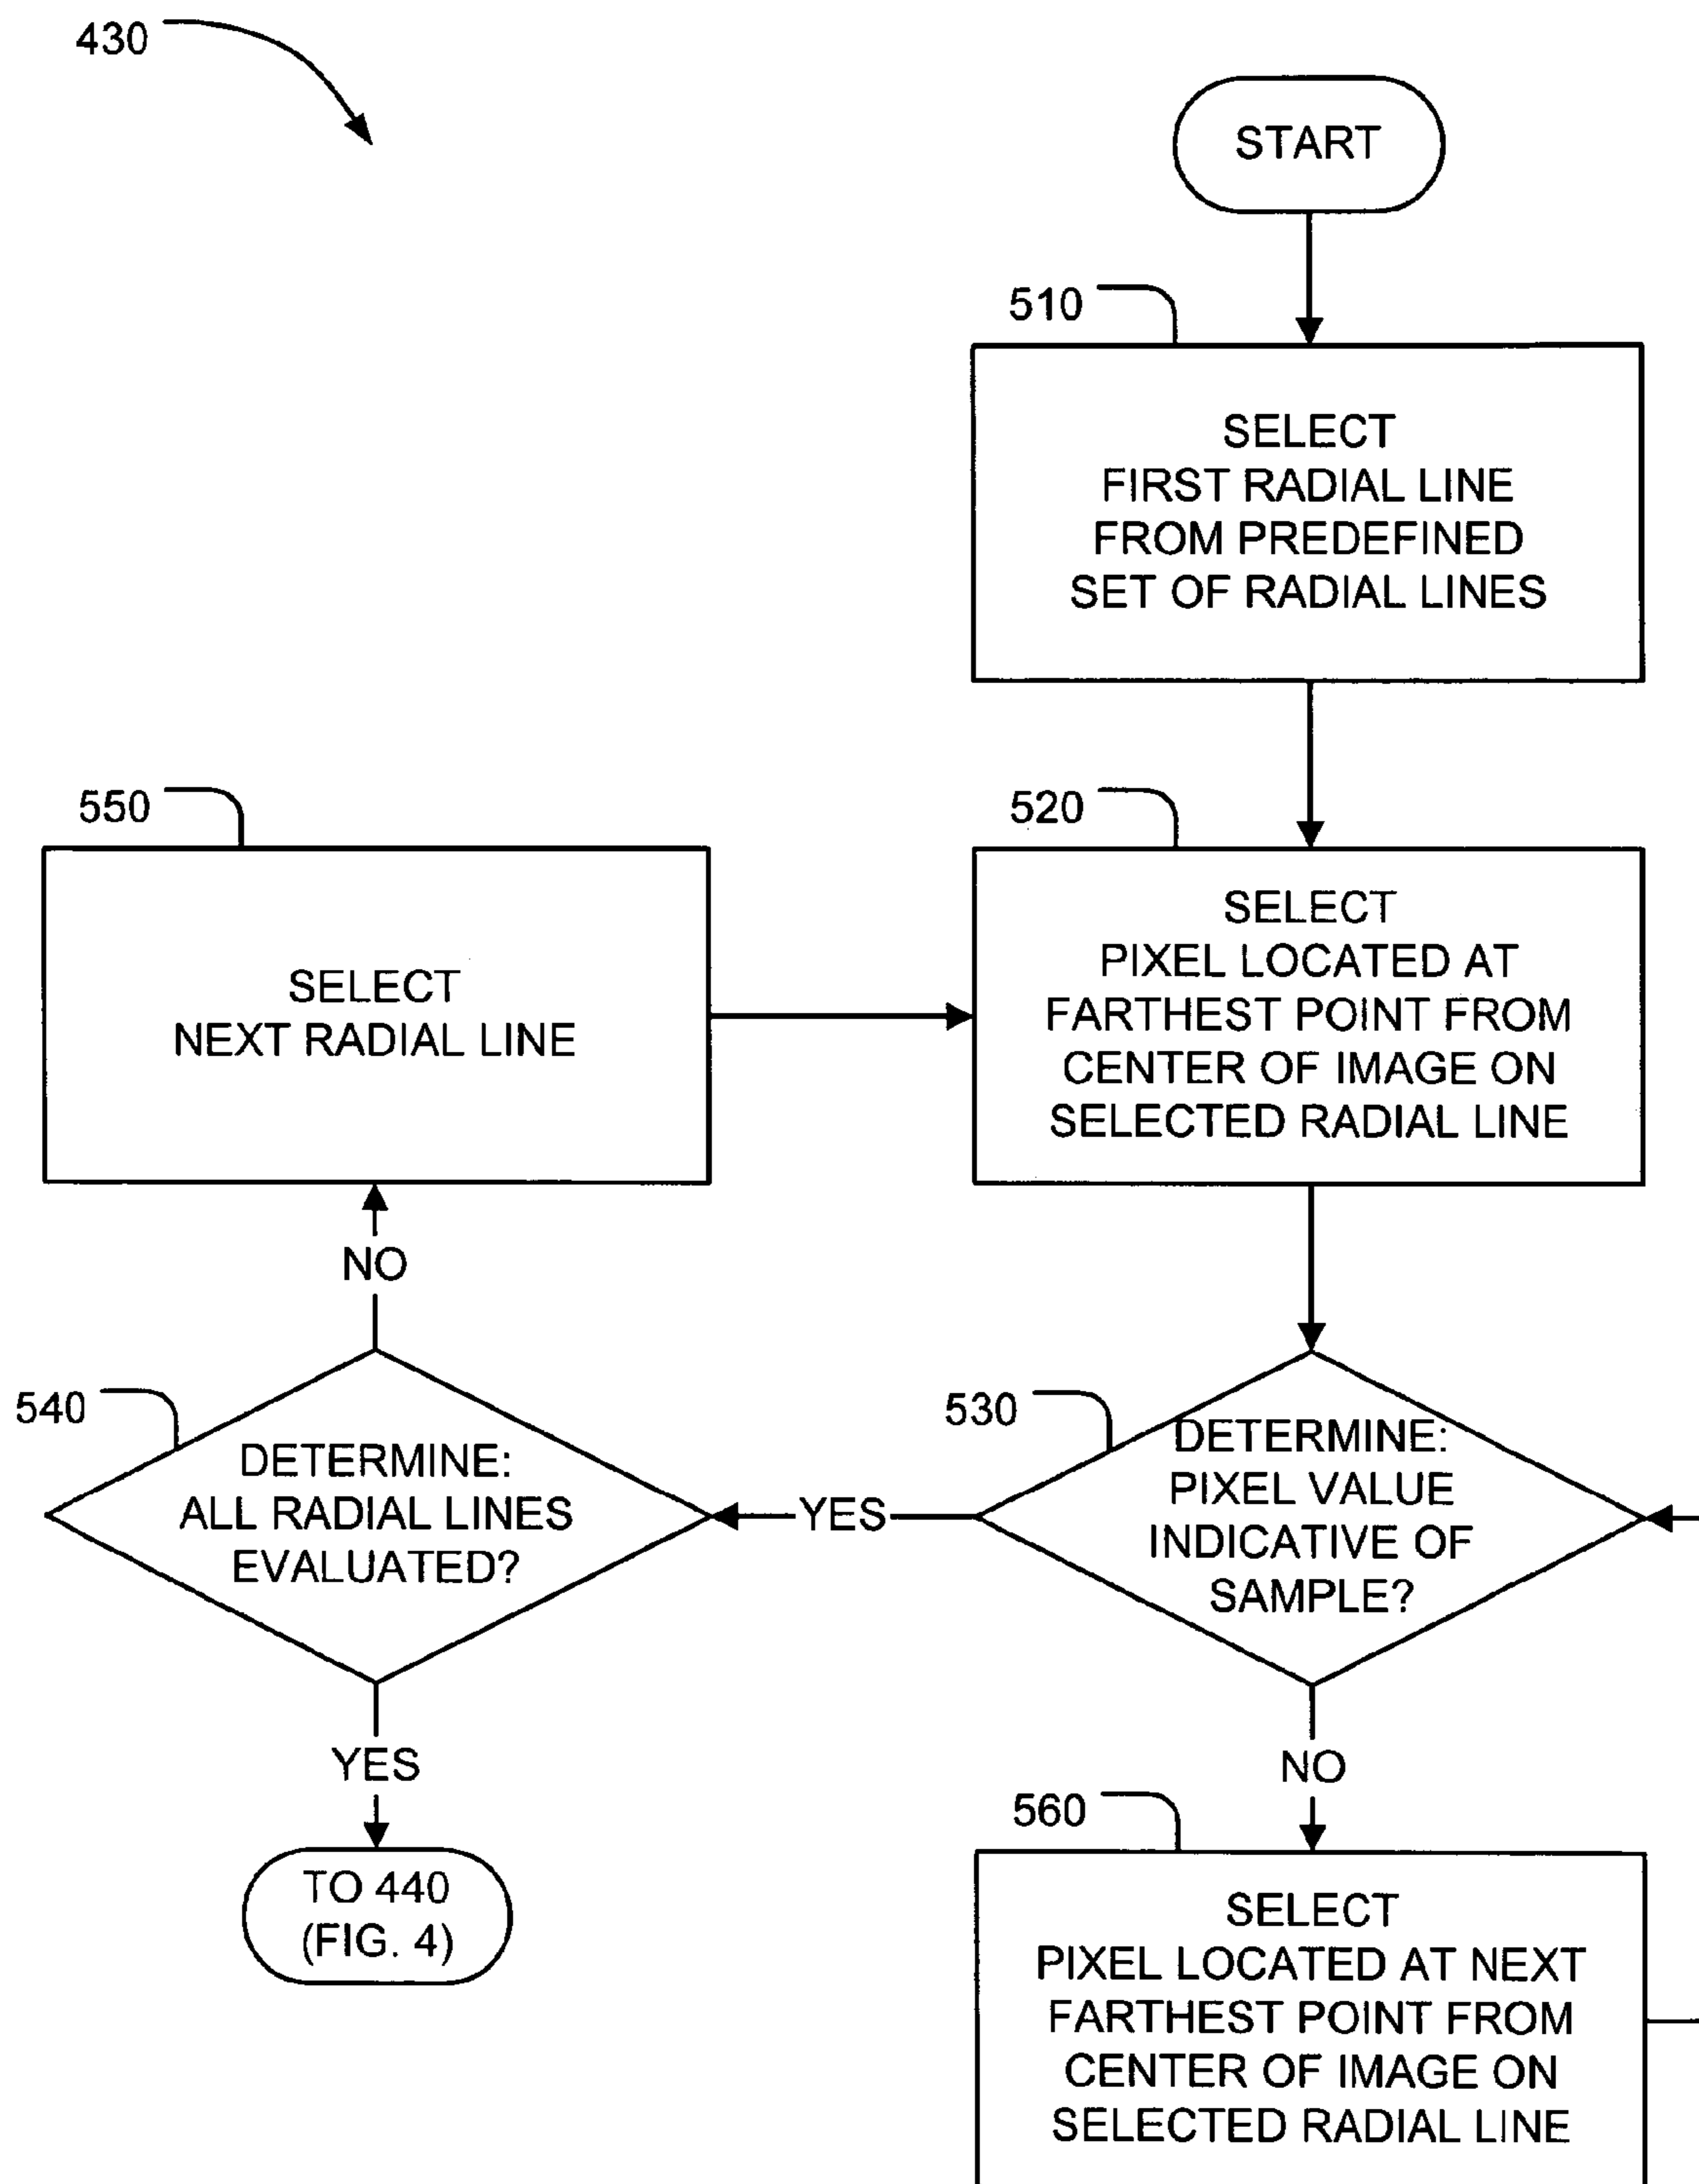 430
START
510
SELECT
FIRST RADIAL LINE
FROM PREDEFINED
SET OF RADIAL LINES
550
SELECT
NEXT RADIAL LINE
520
SELECT
PIXEL LOCATED AT
FARTHEST POINT FROM
CENTER OF IMAGE ON
SELECTED RADIAL LINE
NO
540
DETERMINE:
ALL RADIAL LINES
EVALUATED?
YES
530
DETERMINE:
PIXEL VALUE
INDICATIVE OF
SAMPLE?
YES
TO 440
(FIG. 4)
NO
560
SELECT
PIXEL LOCATED AT NEXT
FARTHEST POINT FROM
CENTER OF IMAGE ON
SELECTED RADIAL LINE